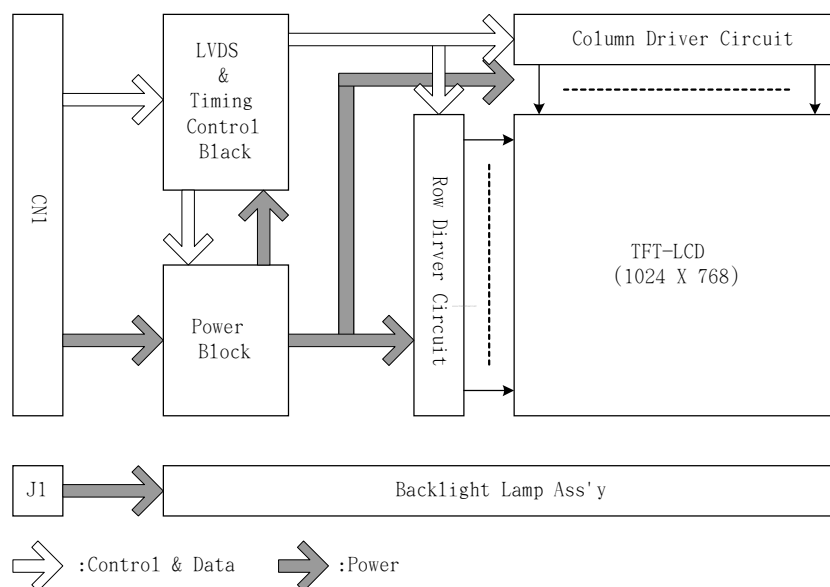 CN1
LVDS
&
Timing
Control
Black
Column Driver Circuit
Row Dirver Circuit
TFT-LCD
(1024 X 768)
Power
Block
J1
Backlight Lamp Ass'y
:Control & Data
:Power